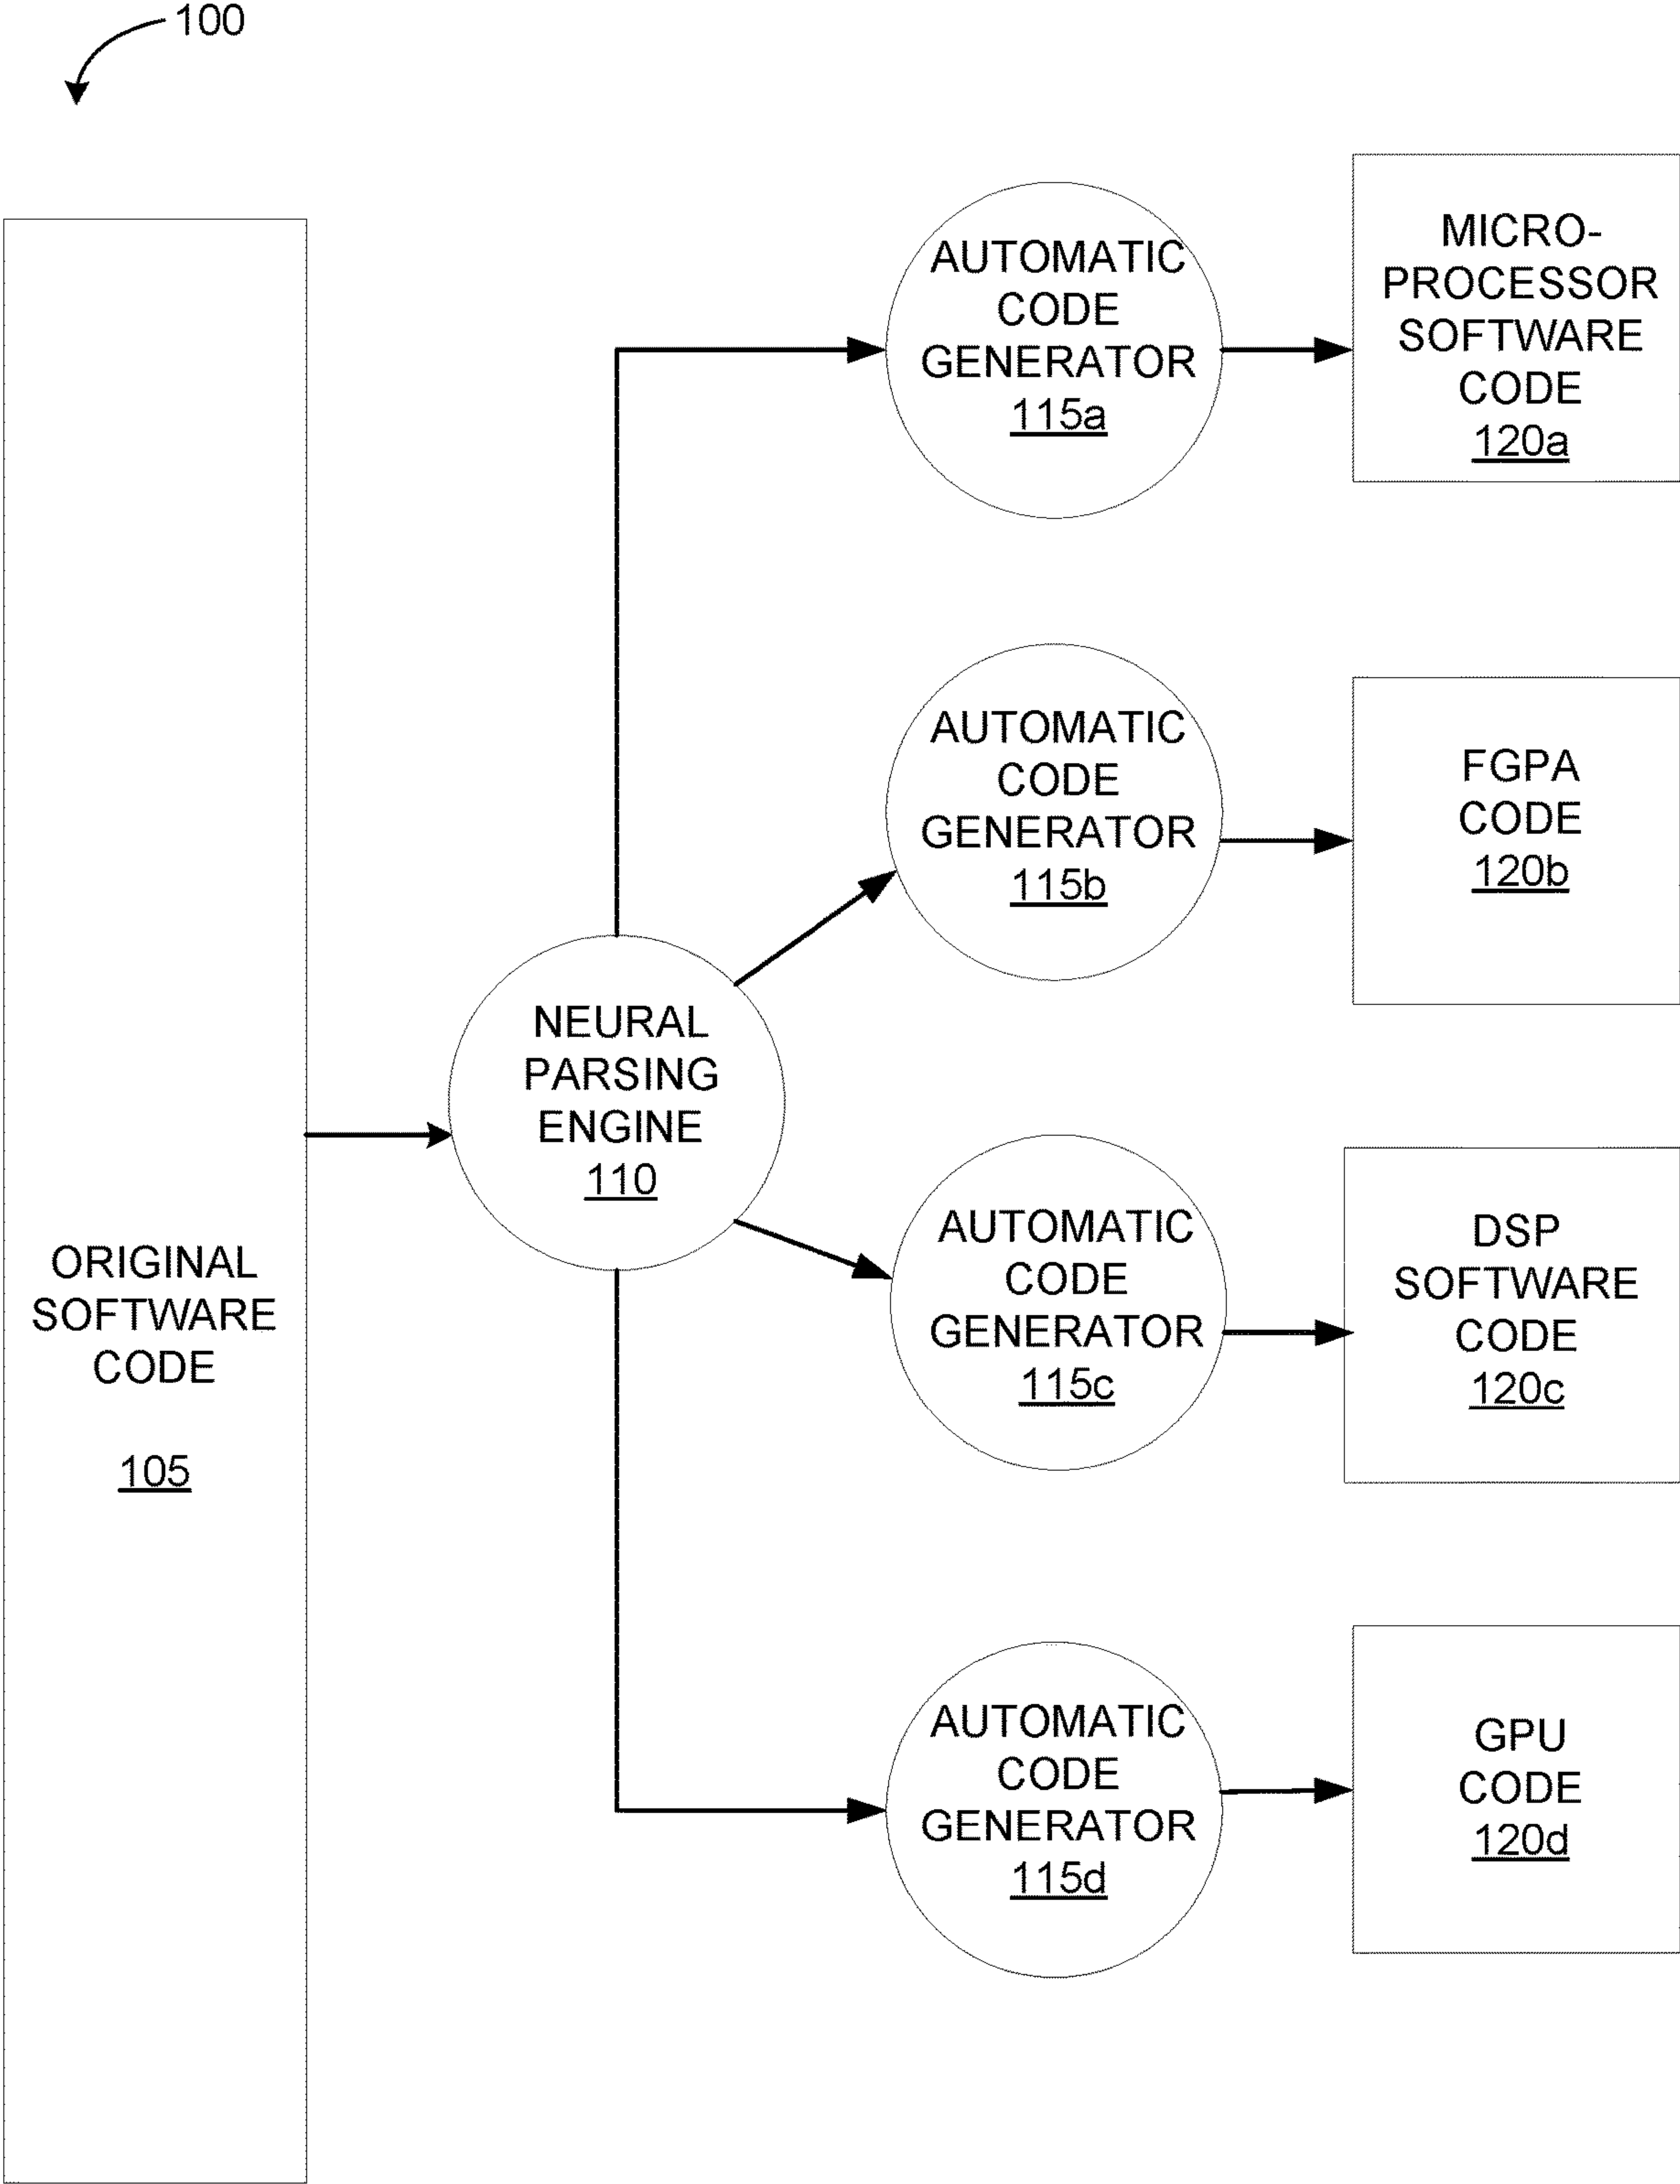 100
ORIGINAL
SOFTWARE
CODE
105
NEURAL
PARSING
ENGINE
110
AUTOMATIC
CODE
GENERATOR
115a
MICRO-
PROCESSOR
SOFTWARE
CODE
120a
AUTOMATIC
CODE
GENERATOR
115b
FGPA
CODE
120b
AUTOMATIC
CODE
GENERATOR
115c
DSP
SOFTWARE
CODE
120c
AUTOMATIC
CODE
GENERATOR
115d
GPU
CODE
120d